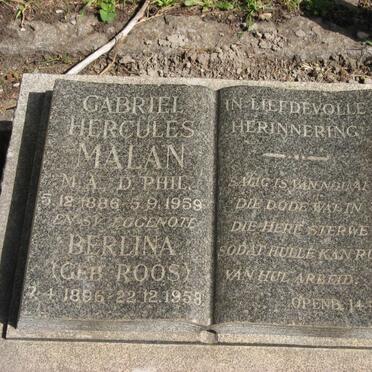 GABRIEL
HERCULES
MALAN
M.A. D. PHIL.
5.12.1886-5.9.1959
EN SY EGGENOTE
BERLINA
(GEB ROOS)
7.4.1896-22.12.1958
IN LIEFDEVOLLE
HERINNERING
SALIG IS VAN NOU AF
DIE DODE WAT IN
DIE HERE STERWE
SODAT HULLE KAN RU
VAN HUL ARBEID:
OPENB. 14